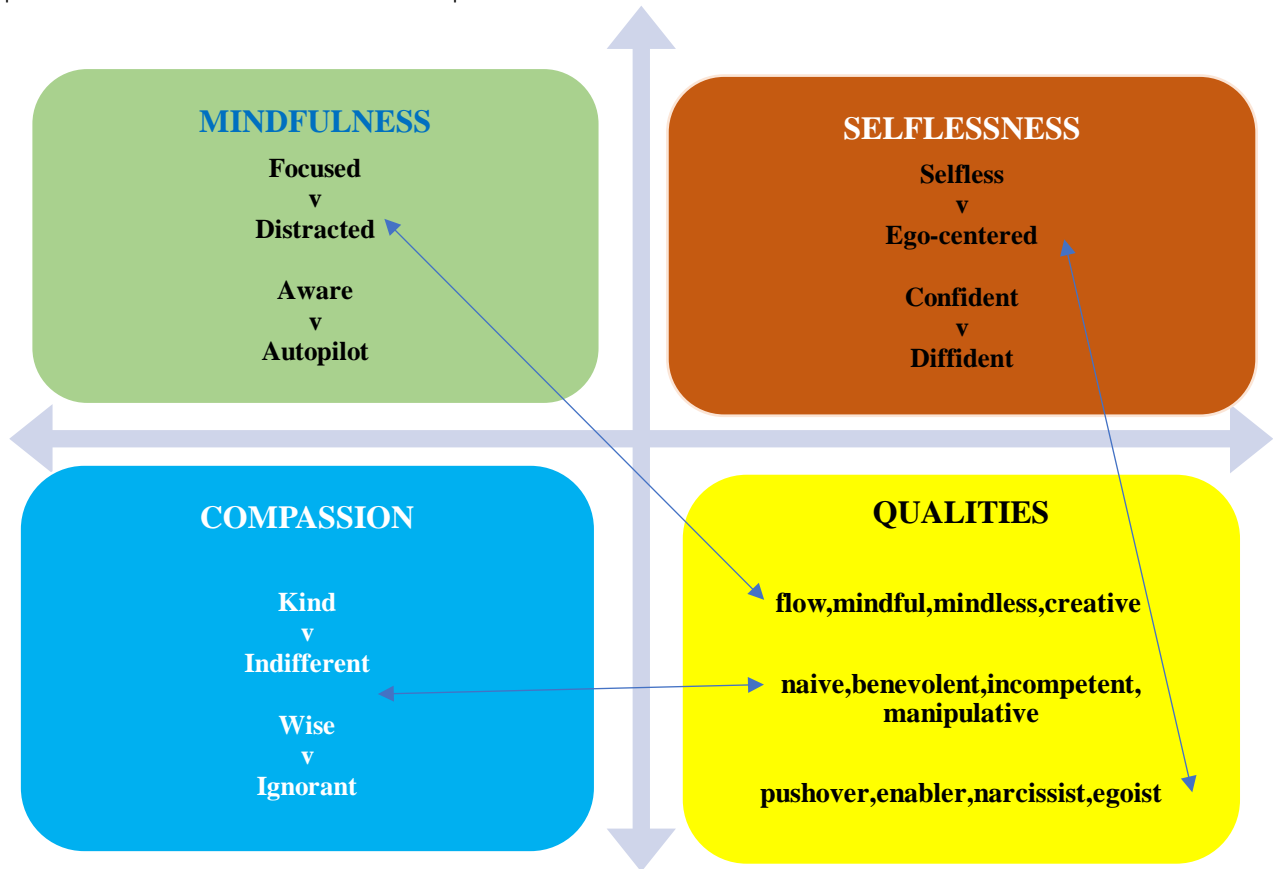 MINDFULNESS
Focused
v
Distracted
Aware
v
Autopilot
SELFLESSNESS
Selfless
v
Ego-centered
Confident
v
Diffident
COMPASSION
Kind
v
Indifferent
Wise
v
Ignorant
QUALITIES
flow,mindful,mindless,creative
naive,benevolent,incompetent,
manipulative
pushover,enabler,narcissist,egoist